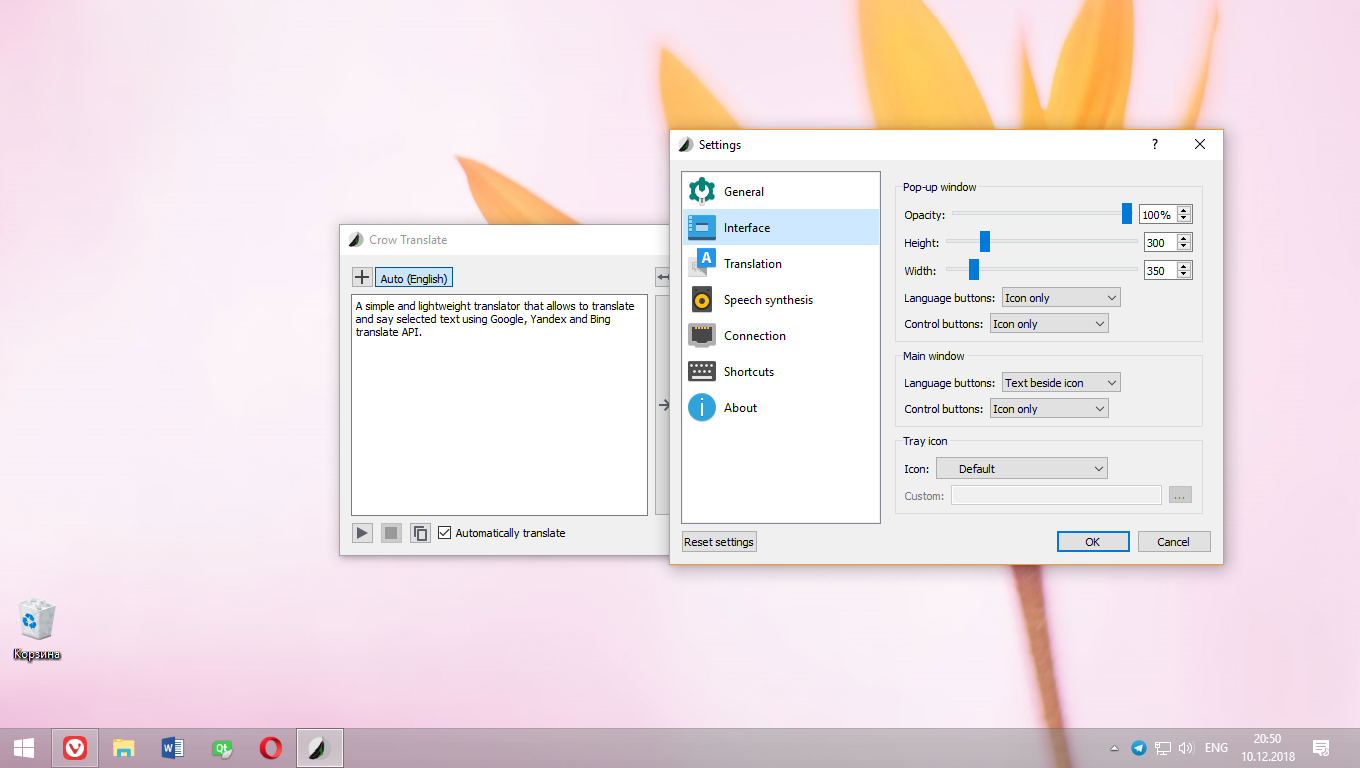 Crow Translate
Auto (English)
A simple and lightweight translator that allows to translate
and say selected text using Google, Yandex and Bing
translate API.
Automatically translate
Settings
?
General
Interface
Translation
Speech synthesis
Connection
Shortcuts
About
Reset settings
Pop-up window
Opacity: 100%
Height: 300
Width: 350
Language buttons: Icon only
Control buttons: Icon only
Main window
Language buttons: Text beside icon
Control buttons: Icon only
Tray icon
Icon: Default
Custom: ...
OK Cancel
Корзина
ENG
20:50
10.12.2018